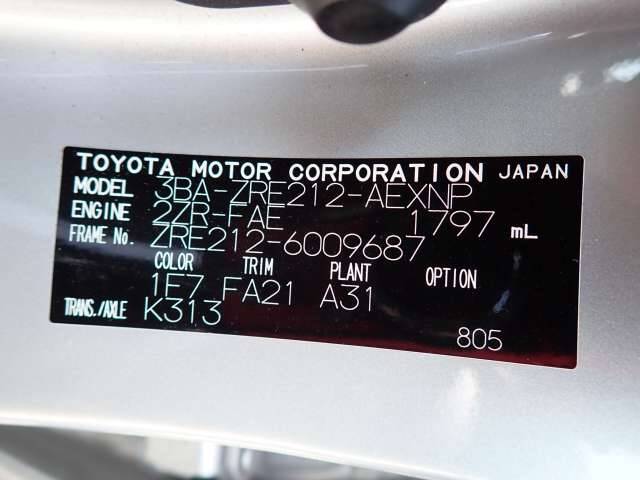 TOYOTA MOTOR CORPORATION JAPAN
MODEL 3BA-ZRE212-AEXNP
ENGINE 2ZR-FAE 1797 mL
FRAME No. ZRE212-6009687
COLOR TRIM PLANT OPTION
1E7 FA21 A31
TRANS./AXLE K313
805